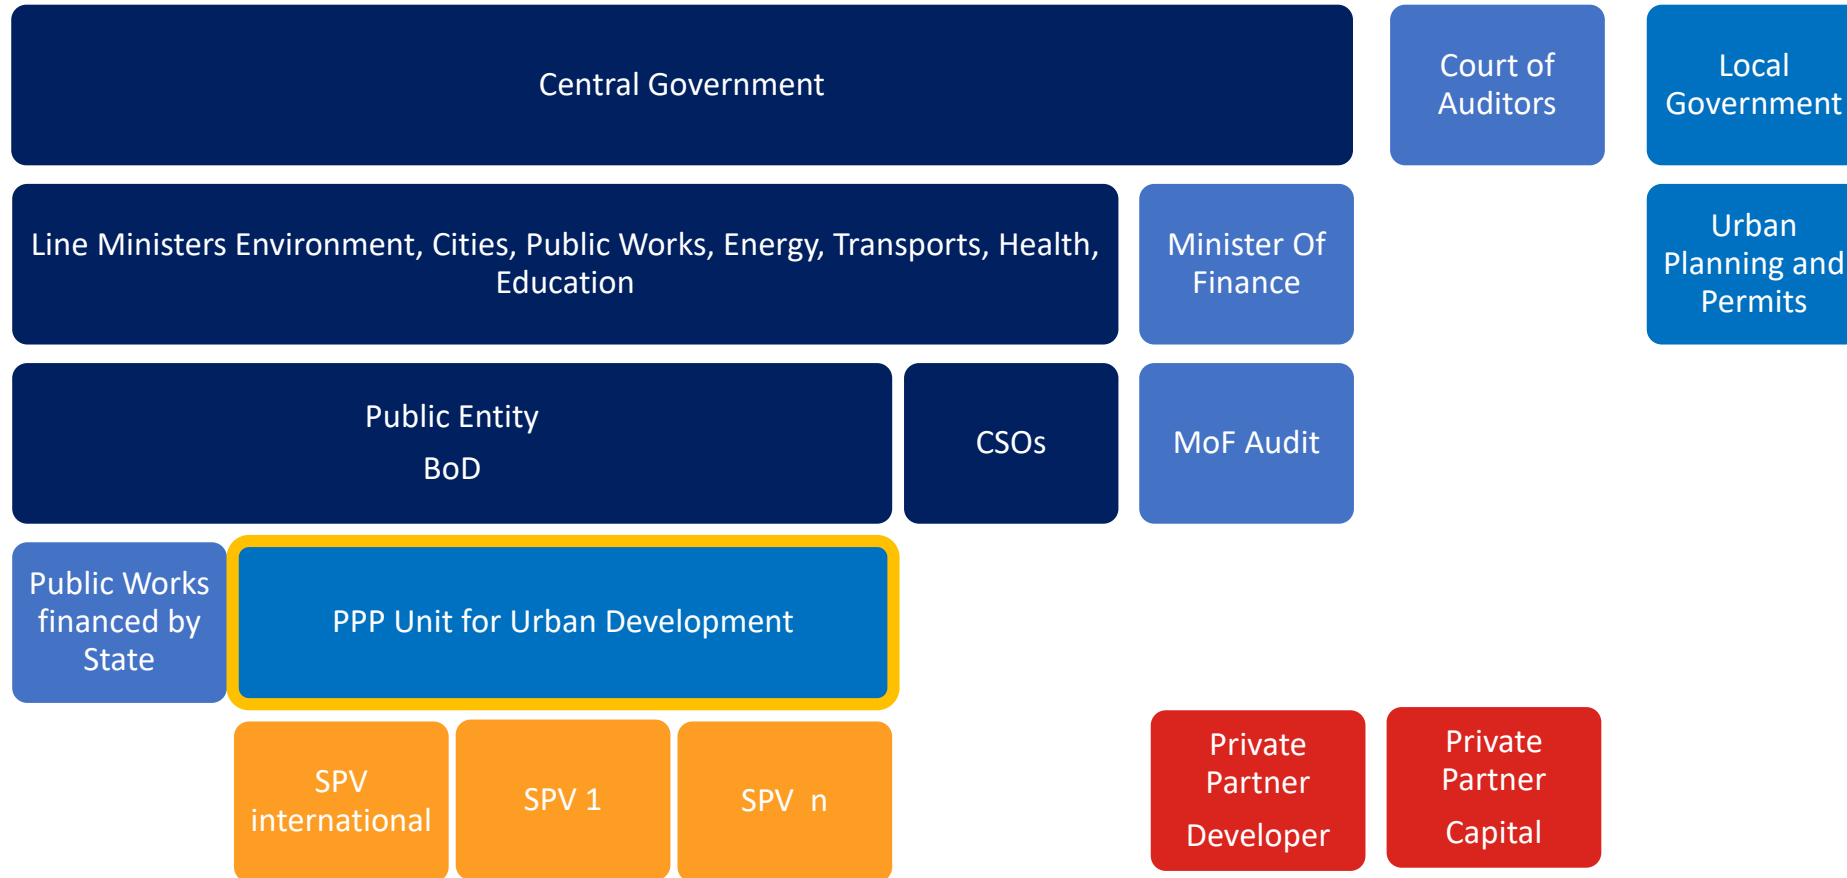 Central Government
Court of
Auditors
Local
Government
Line Ministers Environment, Cities, Public Works, Energy, Transports, Health,
Education
Minister Of
Finance
Urban
Planning and
Permits
Public Entity
BoD
CSOs
MoF Audit
Public Works
financed by
State
PPP Unit for Urban Development
SPV
international
SPV 1
SPV n
Private
Partner
Developer
Private
Partner
Capital